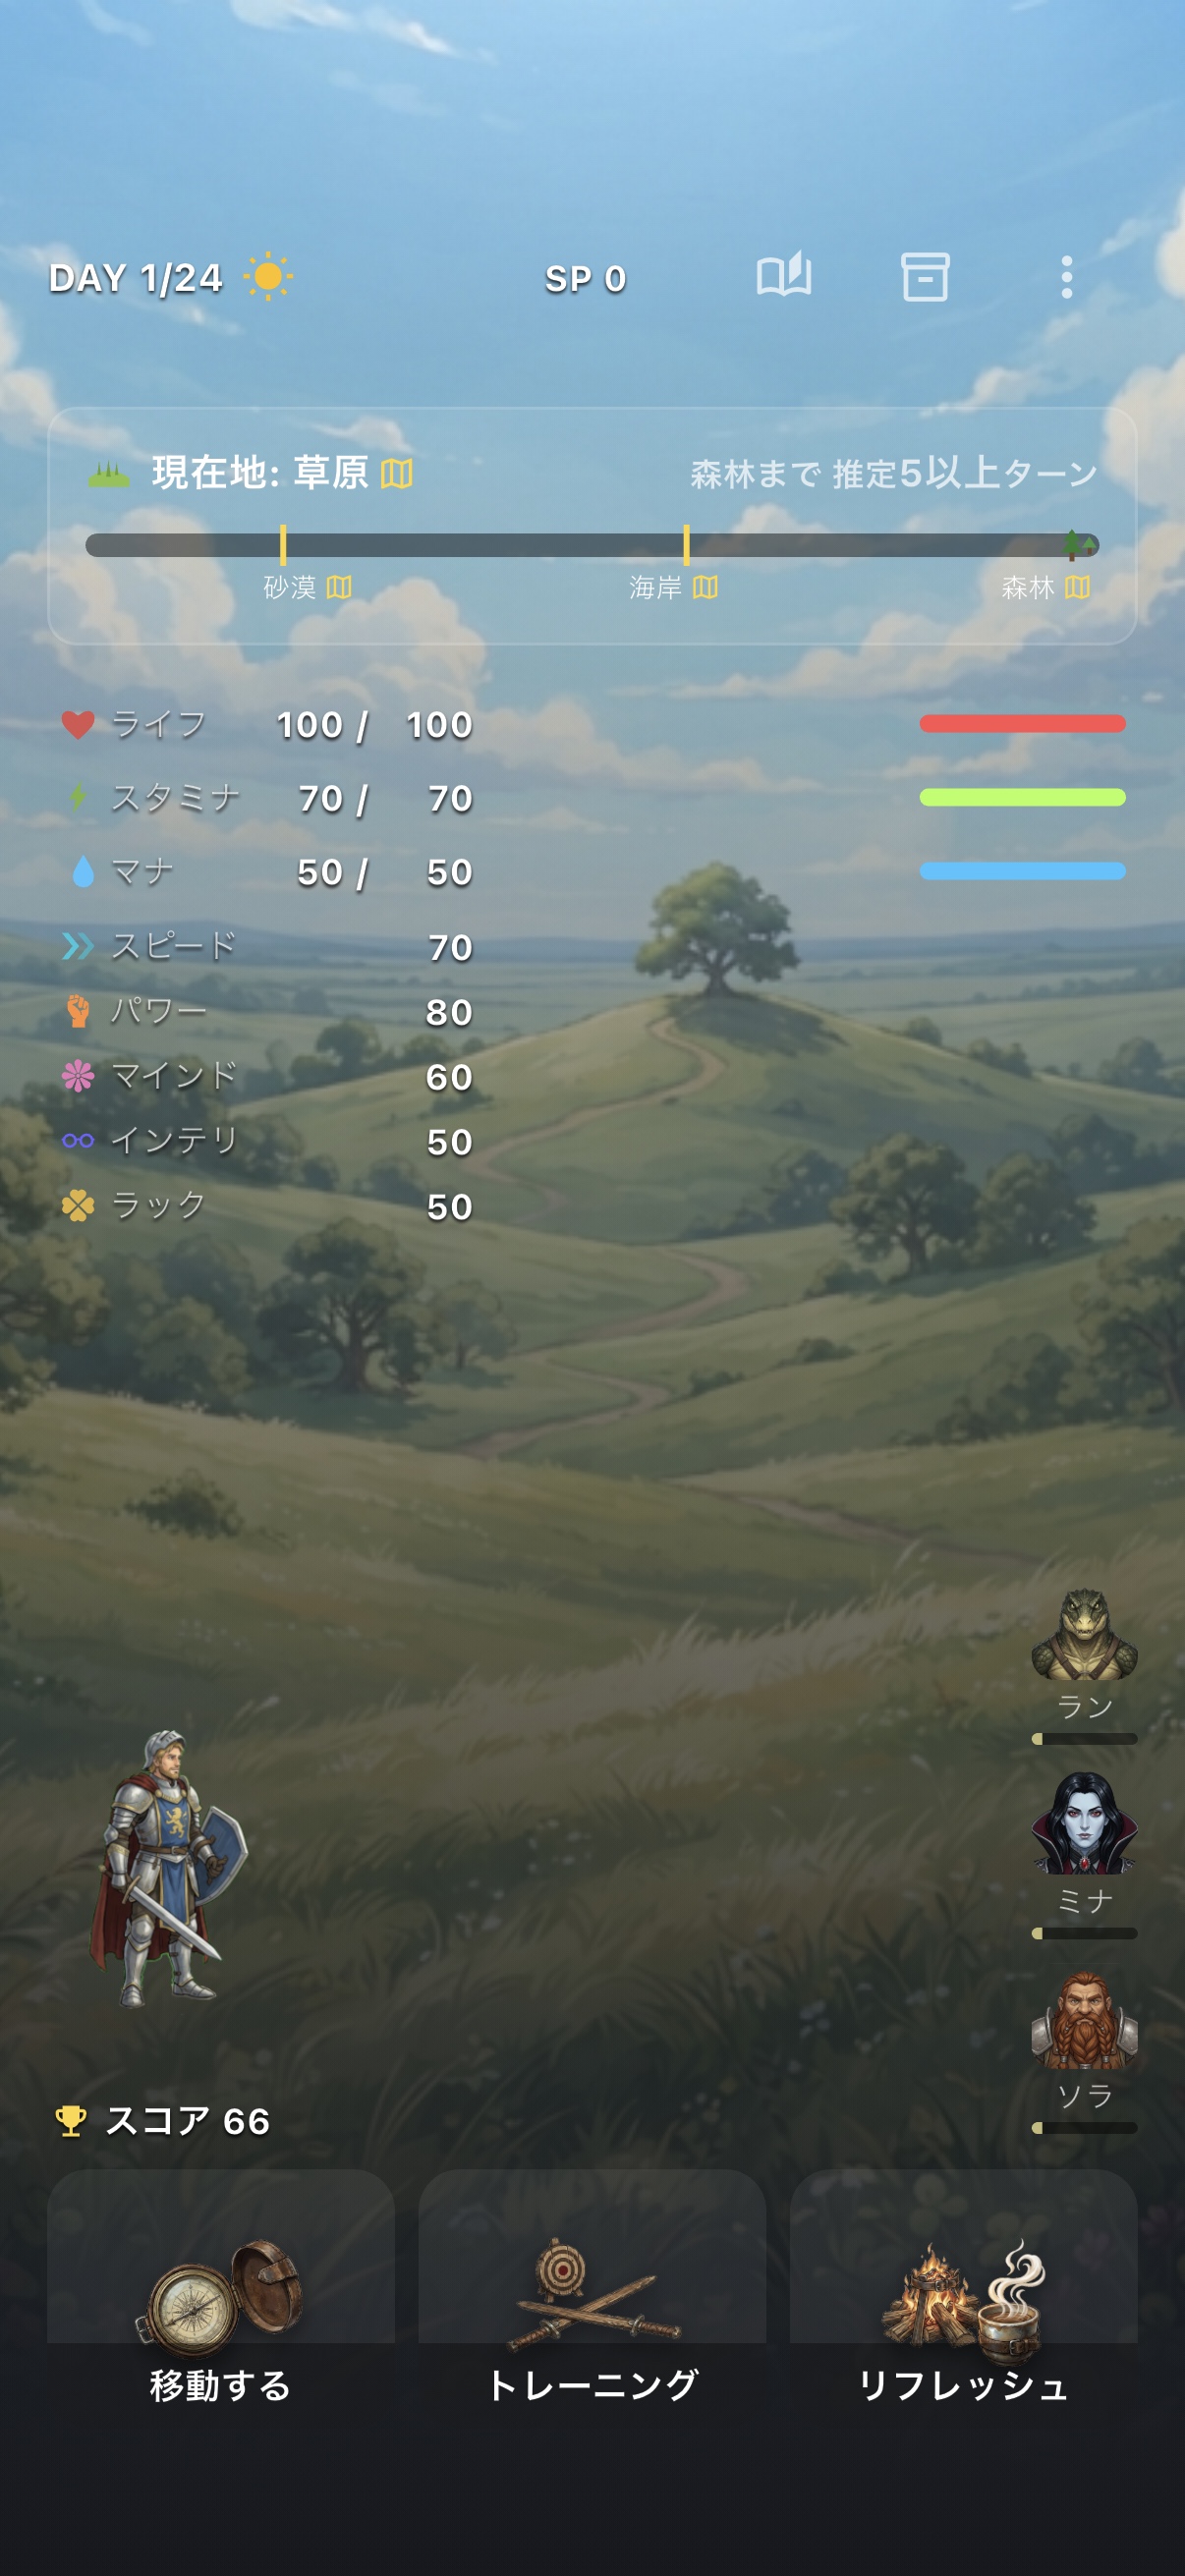 DAY 1/24 SP 0
現在地: 草原 森林まで 推定5以上ターン
砂漠 海岸 森林
ライフ 100 / 100
スタミナ 70 / 70
マナ 50 / 50
スピード 70
パワー 80
マインド 60
インテリ 50
ラック 50
ラン
ミナ
ソラ
スコア 66
移動する トレーニング リフレッシュ